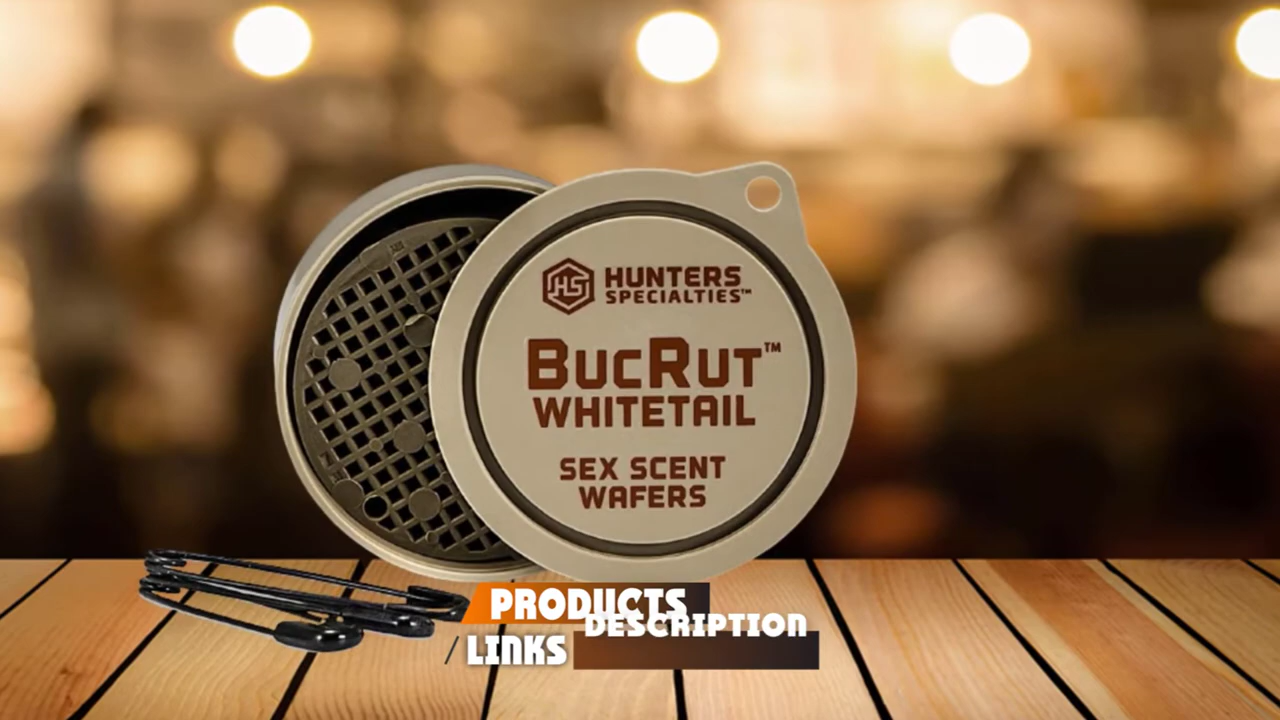 HUNTERS
SPECIALTIES™
BUCRUT™
WHITETAIL
SEX SCENT
WAFERS
PRODUCTS
DESCRIPTION
LINKS